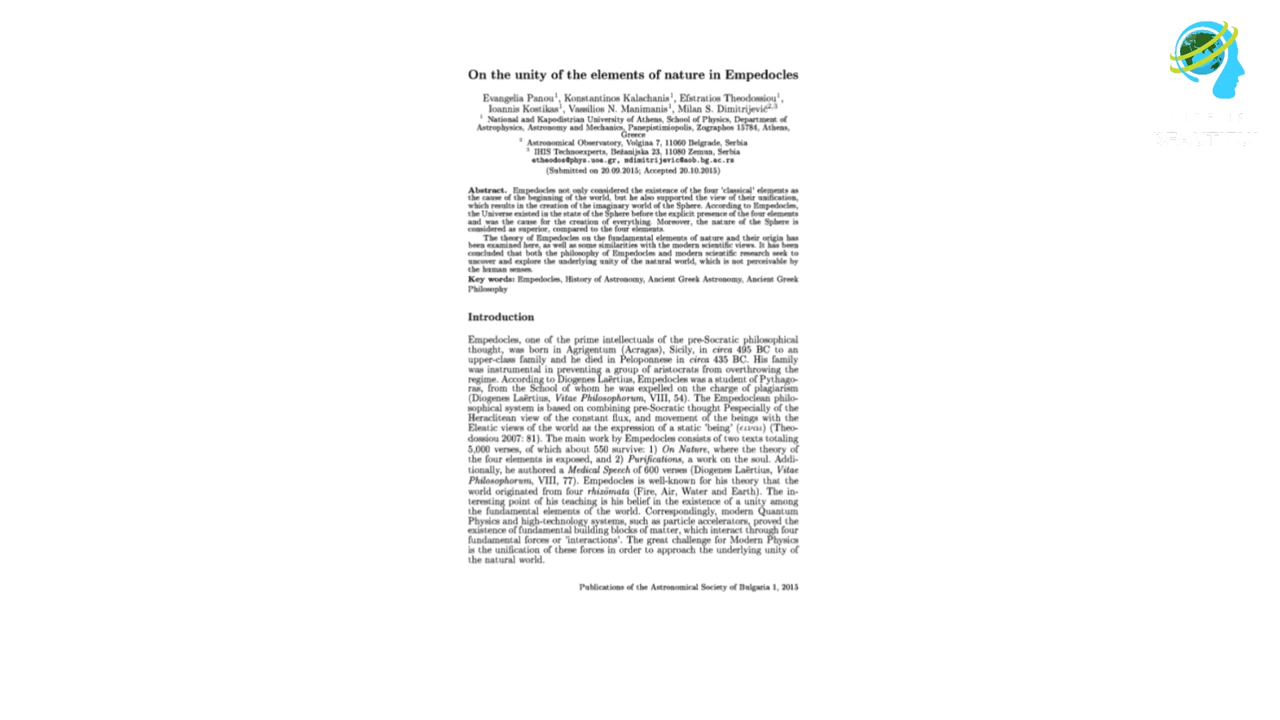 On the unity of the elements of nature in Empedocles
Evangelia Panou1, Konstantinos Kalachanis1, Efstratios Theodossiou1,
Ioannis Kostikas1, Vassilios N. Manimanis1, Milan S. Dimitrijević2,3
1 National and Kapodistrian University of Athens, School of Physics, Department of
Astrophysics, Astronomy and Mechanics, Panepistimiopolis, Zographos 15784, Athens,
Greece
2 Astronomical Observatory, Volgina 7, 11060 Belgrade, Serbia
3 IHIS Technoexperts, Bežanijska 23, 11080 Zemun, Serbia
etheodos@phys.uoa.gr, mdimitrijevic@aob.bg.ac.rs
(Submitted on 20.09.2015; Accepted 20.10.2015)
Abstract. Empedocles not only considered the existence of the four 'classical' elements as
the cause of the beginning of the world, but he also supported the view of their unification,
which results in the creation of the imaginary world of the Sphere. According to Empedocles,
the Universe existed in the state of the Sphere before the explicit presence of the four elements
and was the cause for the creation of everything. Moreover, the nature of the Sphere is
considered as superior, compared to the four elements.
The theory of Empedocles on the fundamental elements of nature and their origin has
been examined here, as well as some similarities with the modern scientific views. It has been
concluded that both the philosophy of Empedocles and modern scientific research seek to
uncover and explore the underlying unity of the natural world, which is not perceivable by
the human senses.
Key words: Empedocles, History of Astronomy, Ancient Greek Astronomy, Ancient Greek
Philosophy
Introduction
Empedocles, one of the prime intellectuals of the pre-Socratic philosophical
thought, was born in Agrigentum (Acragas), Sicily, in circa 495 BC to an
upper-class family and he died in Peloponnese in circa 435 BC. His family
was instrumental in preventing a group of aristocrats from overthrowing the
regime. According to Diogenes Laërtius, Empedocles was a student of Pythago-
ras, from the School of whom he was expelled on the charge of plagiarism
(Diogenes Laërtius, Vitae Philosophorum, VIII, 54). The Empedoclean philo-
sophical system is based on combining pre-Socratic thought Pespecially of the
Heraclitean view of the constant flux, and movement of the beings with the
Eleatic views of the world as the expression of a static 'being' (ειναι) (Theo-
dossiou 2007: 81). The main work by Empedocles consists of two texts totaling
5,000 verses, of which about 550 survive: 1) On Nature, where the theory of
the four elements is exposed, and 2) Purifications, a work on the soul. Addi-
tionally, he authored a Medical Speech of 600 verses (Diogenes Laërtius, Vitae
Philosophorum, VIII, 77). Empedocles is well-known for his theory that the
world originated from four rhizōmata (Fire, Air, Water and Earth). The in-
teresting point of his teaching is his belief in the existence of a unity among
the fundamental elements of the world. Correspondingly, modern Quantum
Physics and high-technology systems, such as particle accelerators, proved the
existence of fundamental building blocks of matter, which interact through four
fundamental forces or 'interactions'. The great challenge for Modern Physics
is the unification of these forces in order to approach the underlying unity of
the natural world.
Publications of the Astronomical Society of Bulgaria 1, 2015